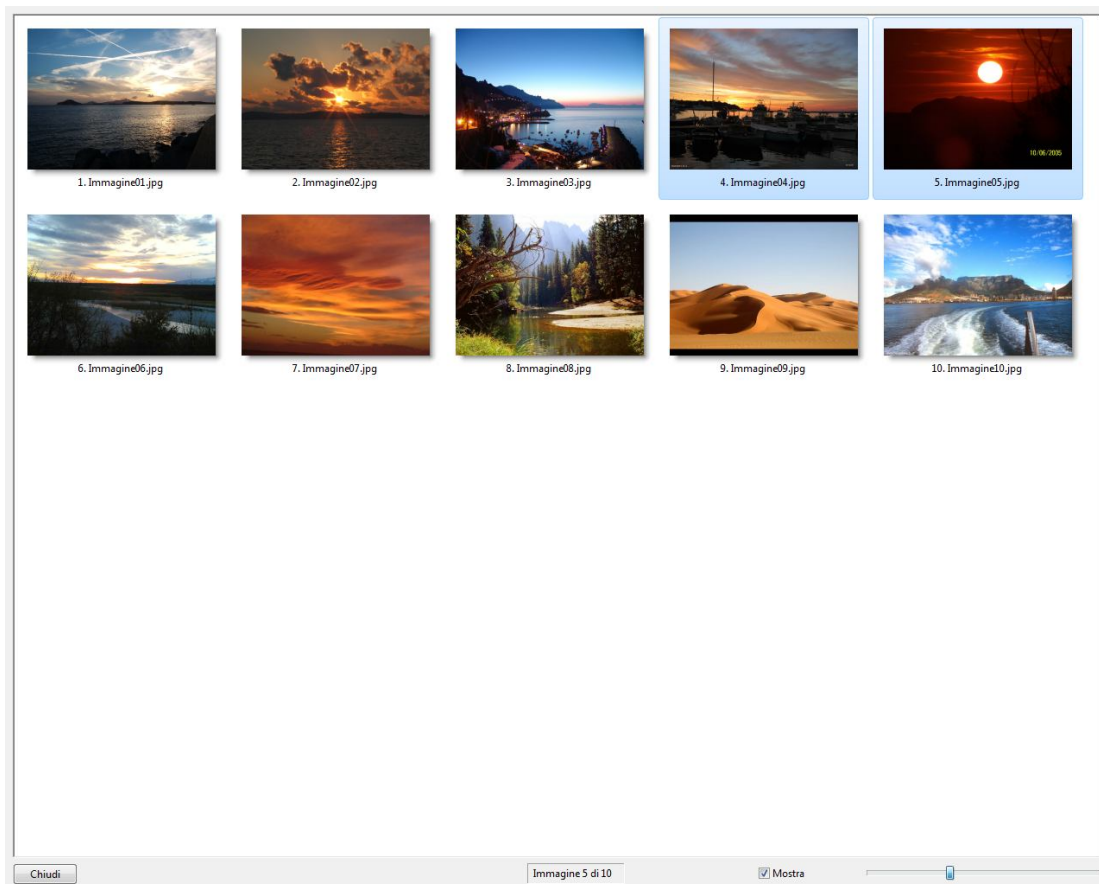 1. Immagine01.jpg
2. Immagine02.jpg
3. Immagine03.jpg
4. Immagine04.jpg
10/06/2005
5. Immagine05.jpg
6. Immagine06.jpg
7. Immagine07.jpg
8. Immagine08.jpg
9. Immagine09.jpg
10. Immagine10.jpg
Chiudi
Immagine 5 di 10
Mostra